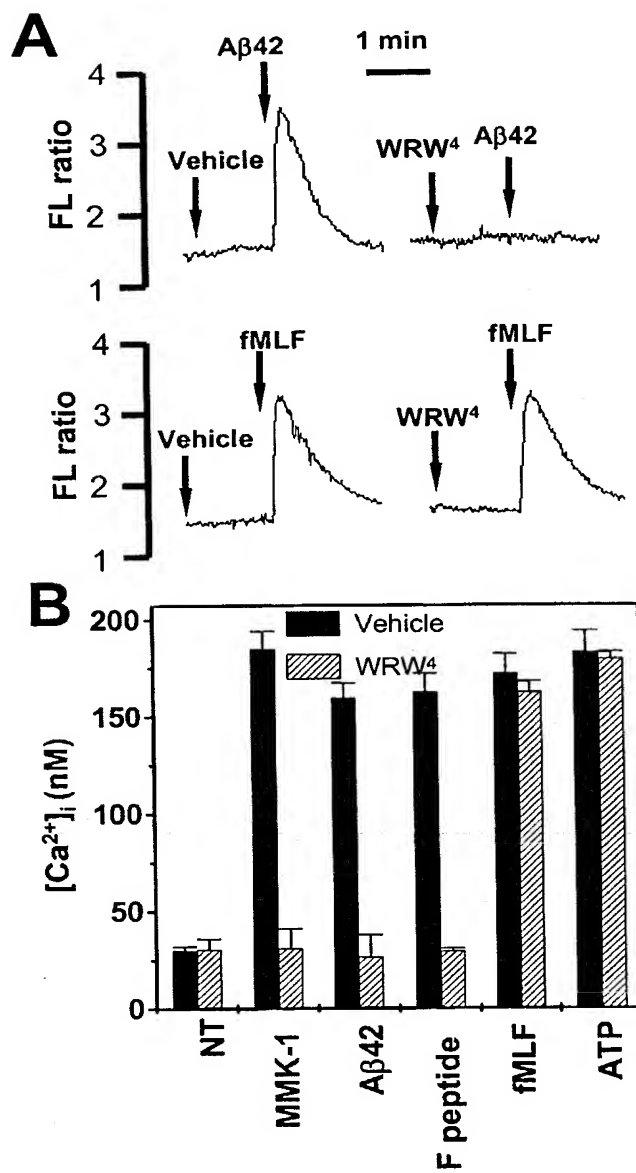 A
Aβ42
1 min
4
3
2
1
FL ratio
Vehicle
WRW⁴
Aβ42
4
3
2
1
FL ratio
fMLF
Vehicle
fMLF
WRW⁴
B
Vehicle
WRW⁴
200
150
100
50
0
[Ca²⁺]ᵢ (nM)
NT
MMK-1
Aβ42
F peptide
fMLF
ATP